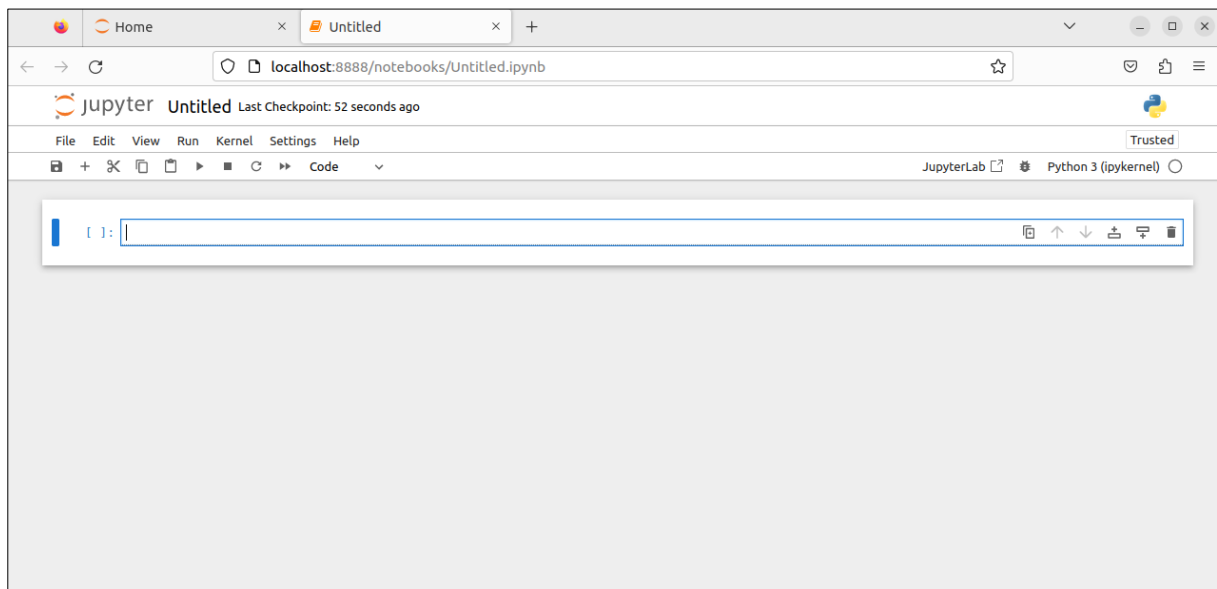 Home
Untitled
localhost:8888/notebooks/Untitled.ipynb
jupyter Untitled Last Checkpoint: 52 seconds ago
File Edit View Run Kernel Settings Help Trusted
Code JupyterLab Python 3 (ipykernel)
[ ]: